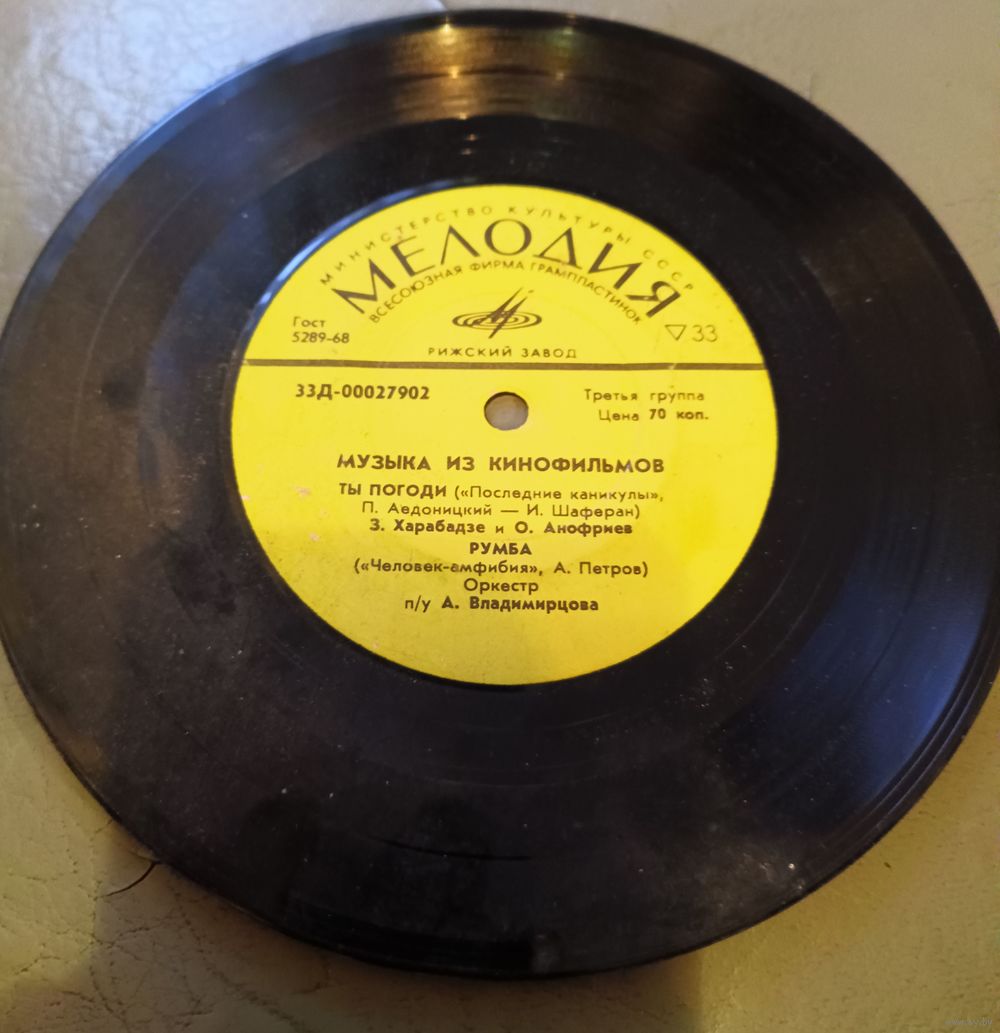 МИНИСТЕРСТВО КУЛЬТУРЫ СССР
МЕЛОДИЯ
ВСЕСОЮЗНАЯ ФИРМА ГРАМПЛАСТИНОК
Гост
5289-68
▽33
РИЖСКИЙ ЗАВОД
33Д-00027902
Третья группа
Цена 70 коп.
МУЗЫКА ИЗ КИНОФИЛЬМОВ
ТЫ ПОГОДИ («Последние каникулы»,
П. Аедоницкий — И. Шаферан)
З. Харабадзе и О. Анофриев
РУМБА
(«Человек-амфибия», А. Петров)
Оркестр
п/у А. Владимирцова